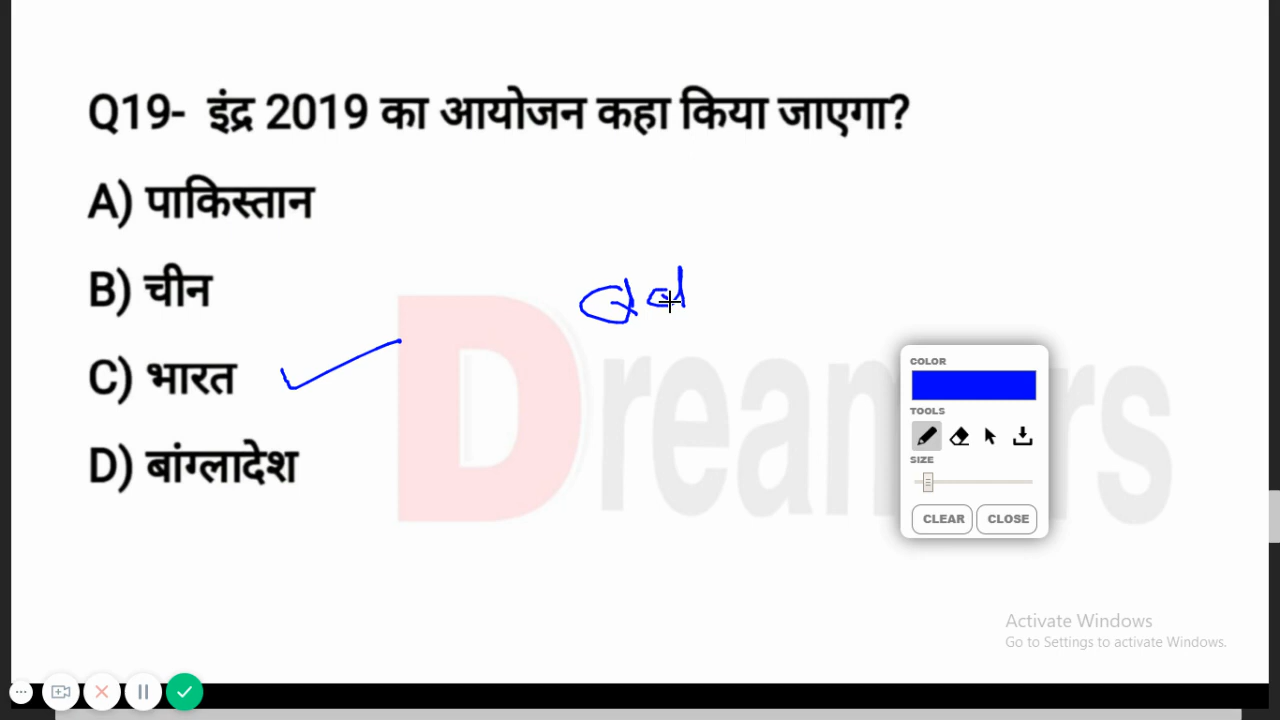 Q19- इंद्र 2019 का आयोजन कहा किया जाएगा?
A) पाकिस्तान
B) चीन
C) भारत
D) बांग्लादेश
Dreamers
COLOR
TOOLS
SIZE
CLEAR CLOSE
Activate Windows
Go to Settings to activate Windows.